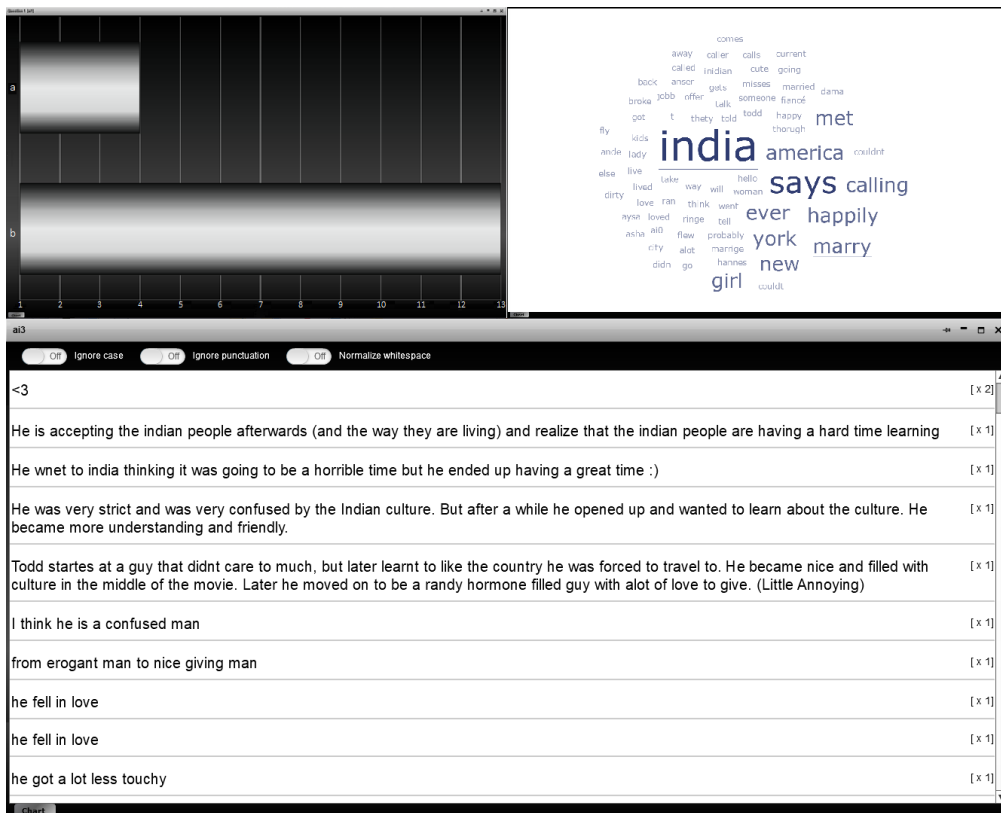 Question 1 [ai1]
a
b
1 2 3 4 5 6 7 8 9 10 11 12 13
comes
away caller calls current
called inidian cute going
back anser gets misses married dama
broke jobb offer talk someone fiancé
got t thety told todd happy met
fly kids thorugh
ande lady india america couldnt
else live take hello says calling
dirty lived way will woman
love ran think went ever happily
aysa loved ringe tell
asha ai8 flew probably york marry
city alot marrige new
didn go hannes girl couldt
ai3
Off Ignore case Off Ignore punctuation Off Normalize whitespace
<3 [ x 2]
He is accepting the indian people afterwards (and the way they are living) and realize that the indian people are having a hard time learning [ x 1]
He wnet to india thinking it was going to be a horrible time but he ended up having a great time :) [ x 1]
He was very strict and was very confused by the Indian culture. But after a while he opened up and wanted to learn about the culture. He [ x 1]
became more understanding and friendly.
Todd startes at a guy that didnt care to much, but later learnt to like the country he was forced to travel to. He became nice and filled with [ x 1]
culture in the middle of the movie. Later he moved on to be a randy hormone filled guy with alot of love to give. (Little Annoying)
I think he is a confused man [ x 1]
from erogant man to nice giving man [ x 1]
he fell in love [ x 1]
he fell in love [ x 1]
he got a lot less touchy [ x 1]
Chart